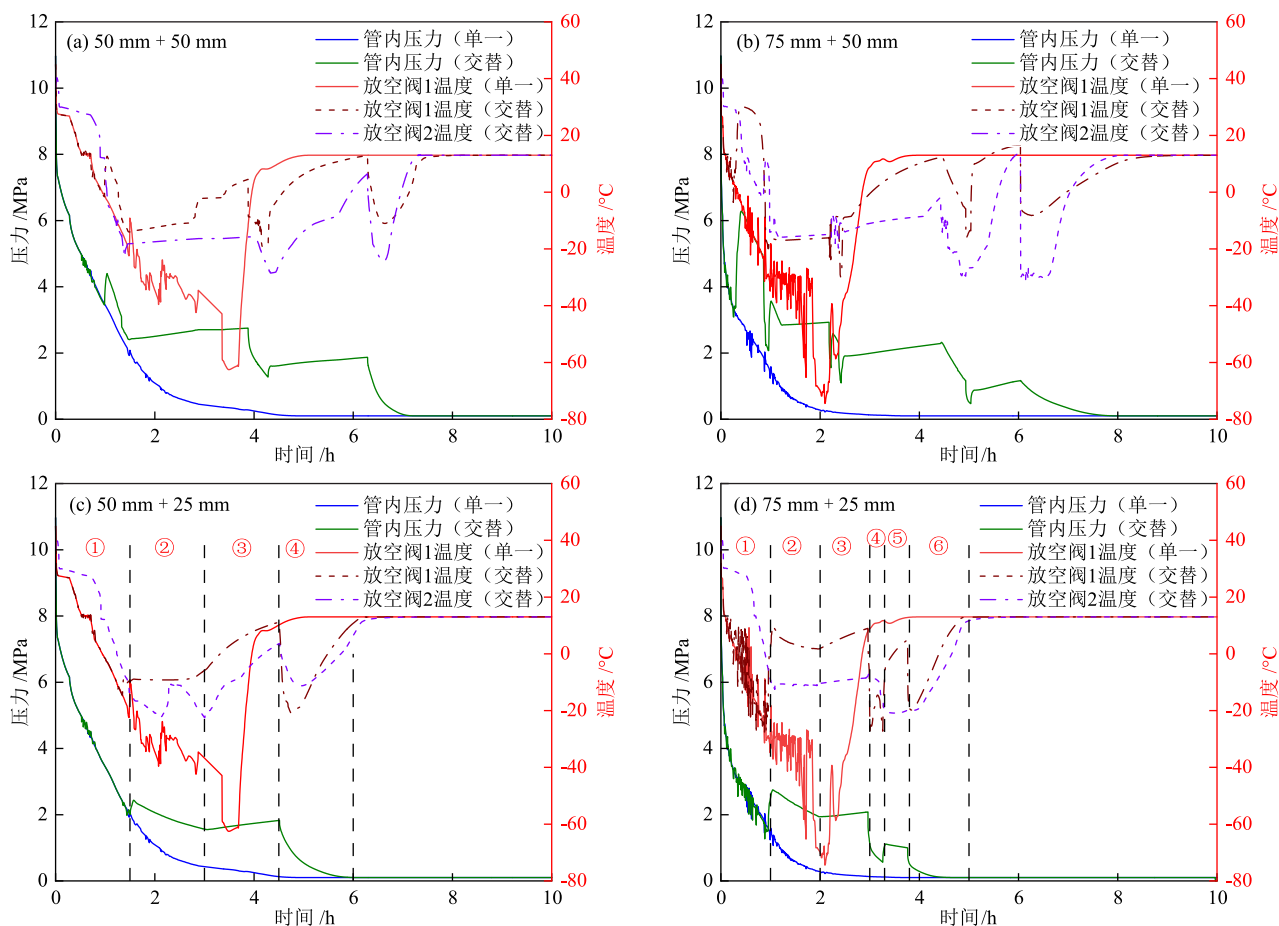 (a) 50 mm + 50 mm
管内压力（单一）
管内压力（交替）
放空阀1温度（单一）
放空阀1温度（交替）
放空阀2温度（交替）
12
10
8
6
4
2
0
压力 /MPa
60
40
20
0
-20
-40
-60
-80
温度 /°C
0 2 4 6 8 10
时间 /h
(b) 75 mm + 50 mm
管内压力（单一）
管内压力（交替）
放空阀1温度（单一）
放空阀1温度（交替）
放空阀2温度（交替）
12
10
8
6
4
2
0
压力 /MPa
60
40
20
0
-20
-40
-60
-80
温度 /°C
0 2 4 6 8 10
时间 /h
(c) 50 mm + 25 mm
管内压力（单一）
管内压力（交替）
放空阀1温度（单一）
放空阀1温度（交替）
放空阀2温度（交替）
① ② ③ ④
12
10
8
6
4
2
0
压力 /MPa
60
40
20
0
-20
-40
-60
-80
温度 /°C
0 2 4 6 8 10
时间 /h
(d) 75 mm + 25 mm
管内压力（单一）
管内压力（交替）
放空阀1温度（单一）
放空阀1温度（交替）
放空阀2温度（交替）
① ② ③ ④ ⑤ ⑥
12
10
8
6
4
2
0
压力 /MPa
60
40
20
0
-20
-40
-60
-80
温度 /°C
0 2 4 6 8 10
时间 /h